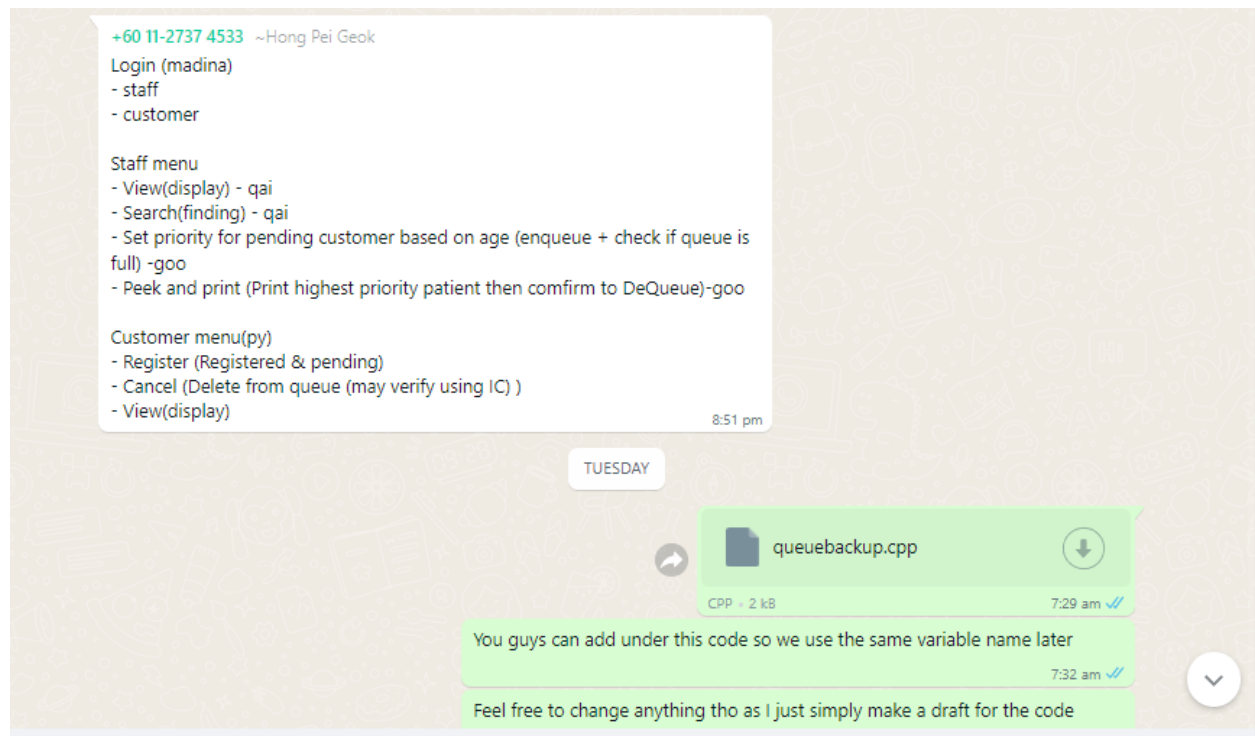 +60 11-2737 4533 ~Hong Pei Geok
Login (madina)
- staff
- customer
Staff menu
- View(display) - qai
- Search(finding) - qai
- Set priority for pending customer based on age (enqueue + check if queue is
full) -goo
- Peek and print (Print highest priority patient then comfirm to DeQueue)-goo
Customer menu(py)
- Register (Registered & pending)
- Cancel (Delete from queue (may verify using IC) )
- View(display)
8:51 pm
TUESDAY
queuebackup.cpp
CPP • 2 kB 7:29 am
You guys can add under this code so we use the same variable name later
7:32 am
Feel free to change anything tho as I just simply make a draft for the code